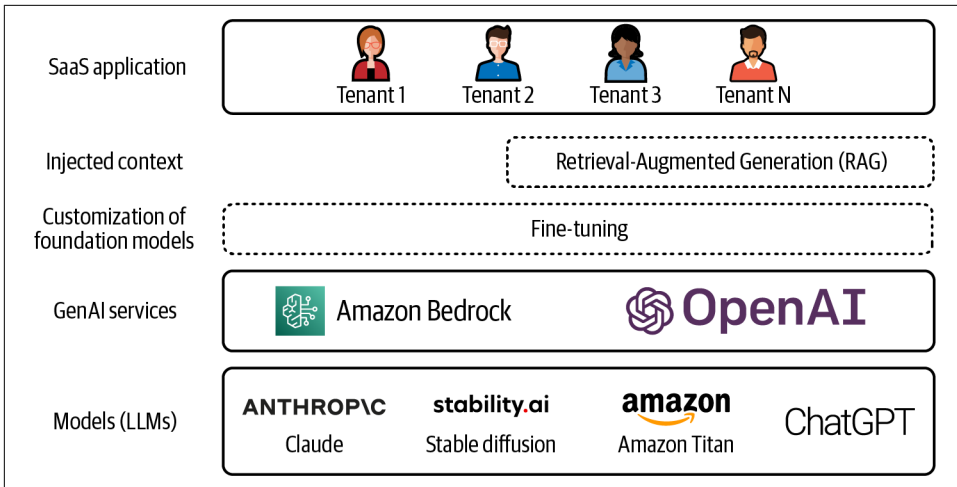 SaaS application
Tenant 1
Tenant 2
Tenant 3
Tenant N
Injected context
Retrieval-Augmented Generation (RAG)
Customization of
foundation models
Fine-tuning
GenAI services
Amazon Bedrock
OpenAI
Models (LLMs)
ANTHROP\C
Claude
stability.ai
Stable diffusion
amazon
Amazon Titan
ChatGPT